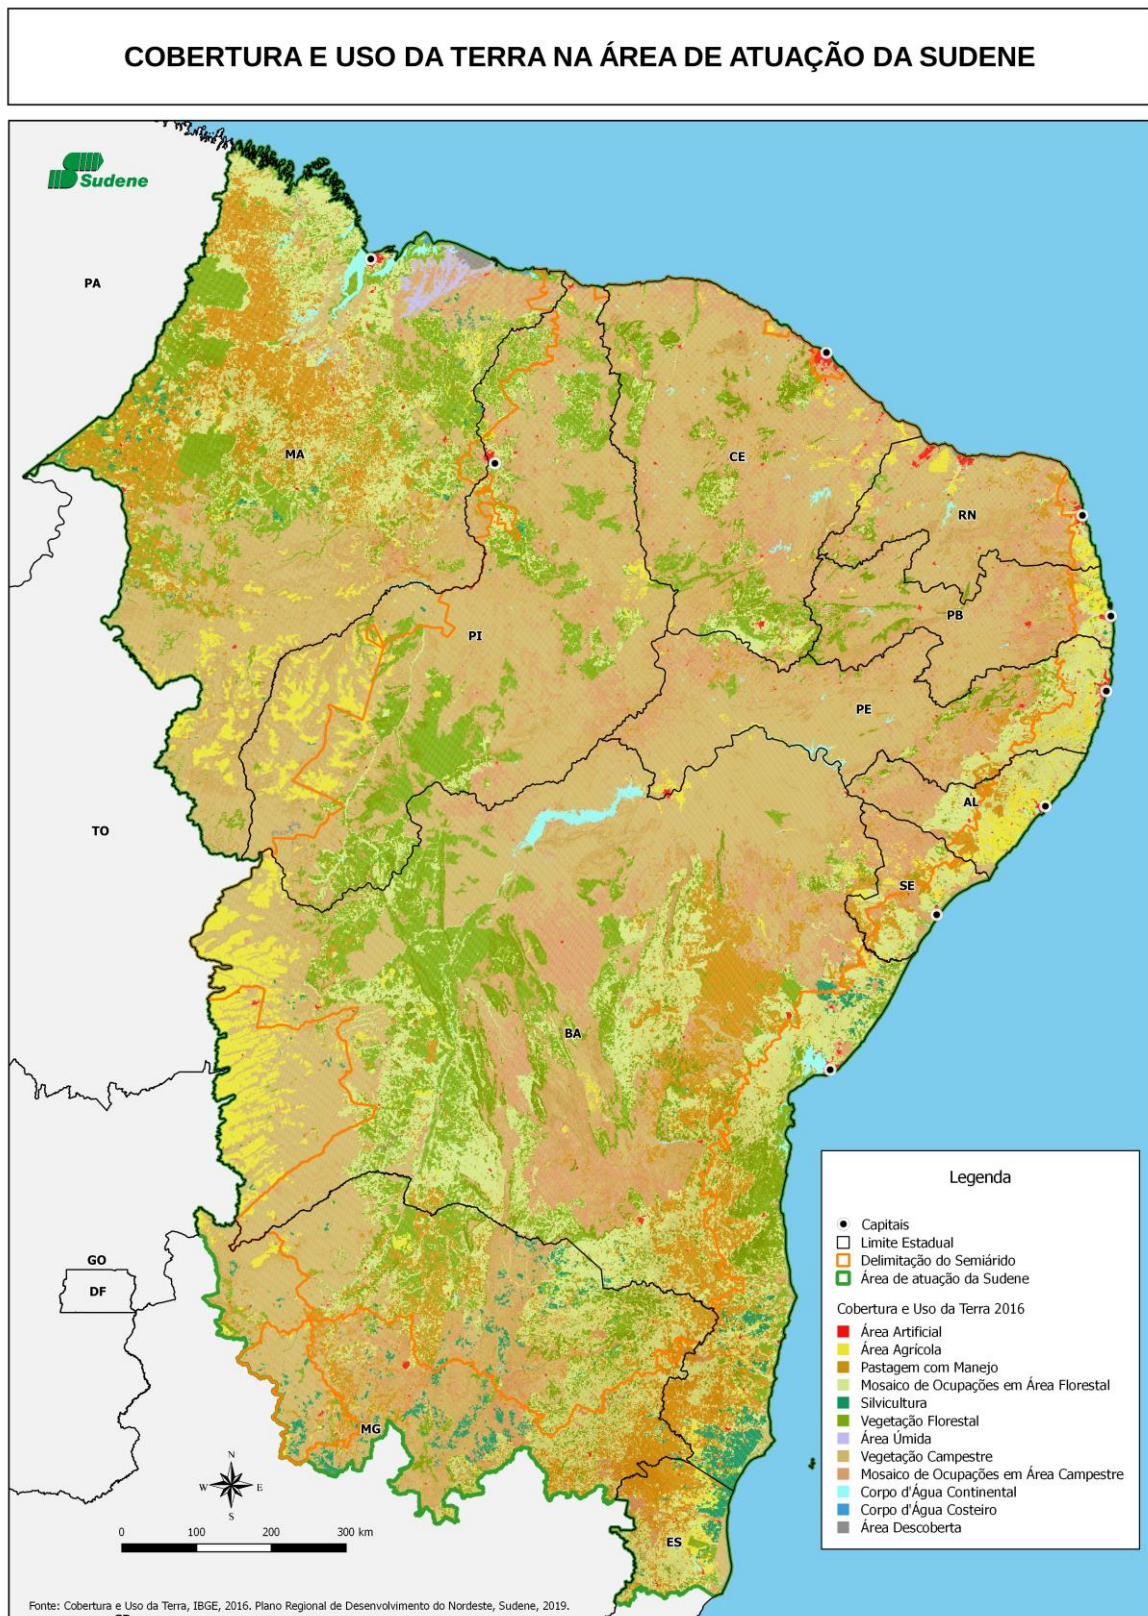 COBERTURA E USO DA TERRA NA ÁREA DE ATUAÇÃO DA SUDENE
Sudene
PA
MA
CE
RN
PB
PI
PE
AL
TO
SE
BA
GO
DF
MG
ES
N
W
E
S
0 100 200 300 km
Legenda
Capitais
Limite Estadual
Delimitação do Semiárido
Área de atuação da Sudene
Cobertura e Uso da Terra 2016
Área Artificial
Área Agrícola
Pastagem com Manejo
Mosaico de Ocupações em Área Florestal
Silvicultura
Vegetação Florestal
Área Úmida
Vegetação Campestre
Mosaico de Ocupações em Área Campestre
Corpo d'Água Continental
Corpo d'Água Costeiro
Área Descoberta
Fonte: Cobertura e Uso da Terra, IBGE, 2016. Plano Regional de Desenvolvimento do Nordeste, Sudene, 2019.